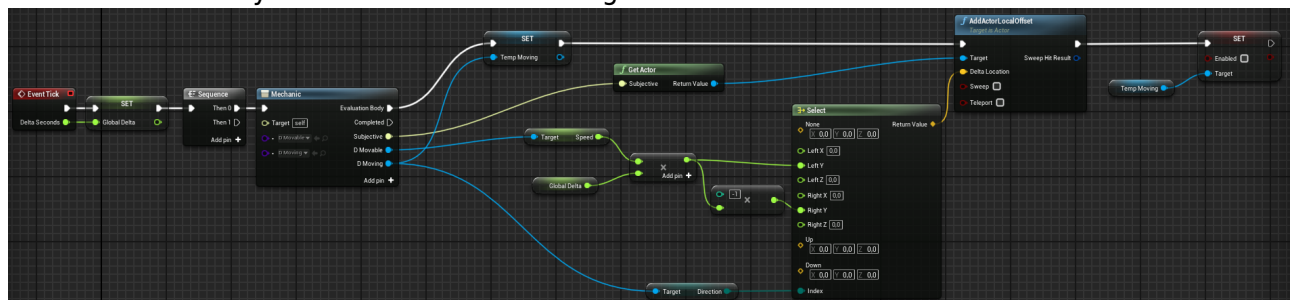 Event Tick
Delta Seconds
SET
Global Delta
Sequence
Then 0
Then 1
Add pin +
Mechanic
Evaluation Body
Target self
Completed
Subjective
D Movable
D Movable
D Moving
D Moving
Add pin +
SET
Temp Moving
f Get Actor
Subjective Return Value
Target Speed
Global Delta
Add pin +
-1
Target Direction
Select
None Return Value
X 0,0 Y 0,0 Z 0,0
Left X 0,0
Left Y
Left Z 0,0
Right X 0,0
Right Y
Right Z 0,0
Up
X 0,0 Y 0,0 Z 0,0
Down
X 0,0 Y 0,0 Z 0,0
Index
f AddActorLocalOffset
Target is Actor
Target Sweep Hit Result
Delta Location
Sweep
Teleport
Temp Moving
SET
Enabled
Target